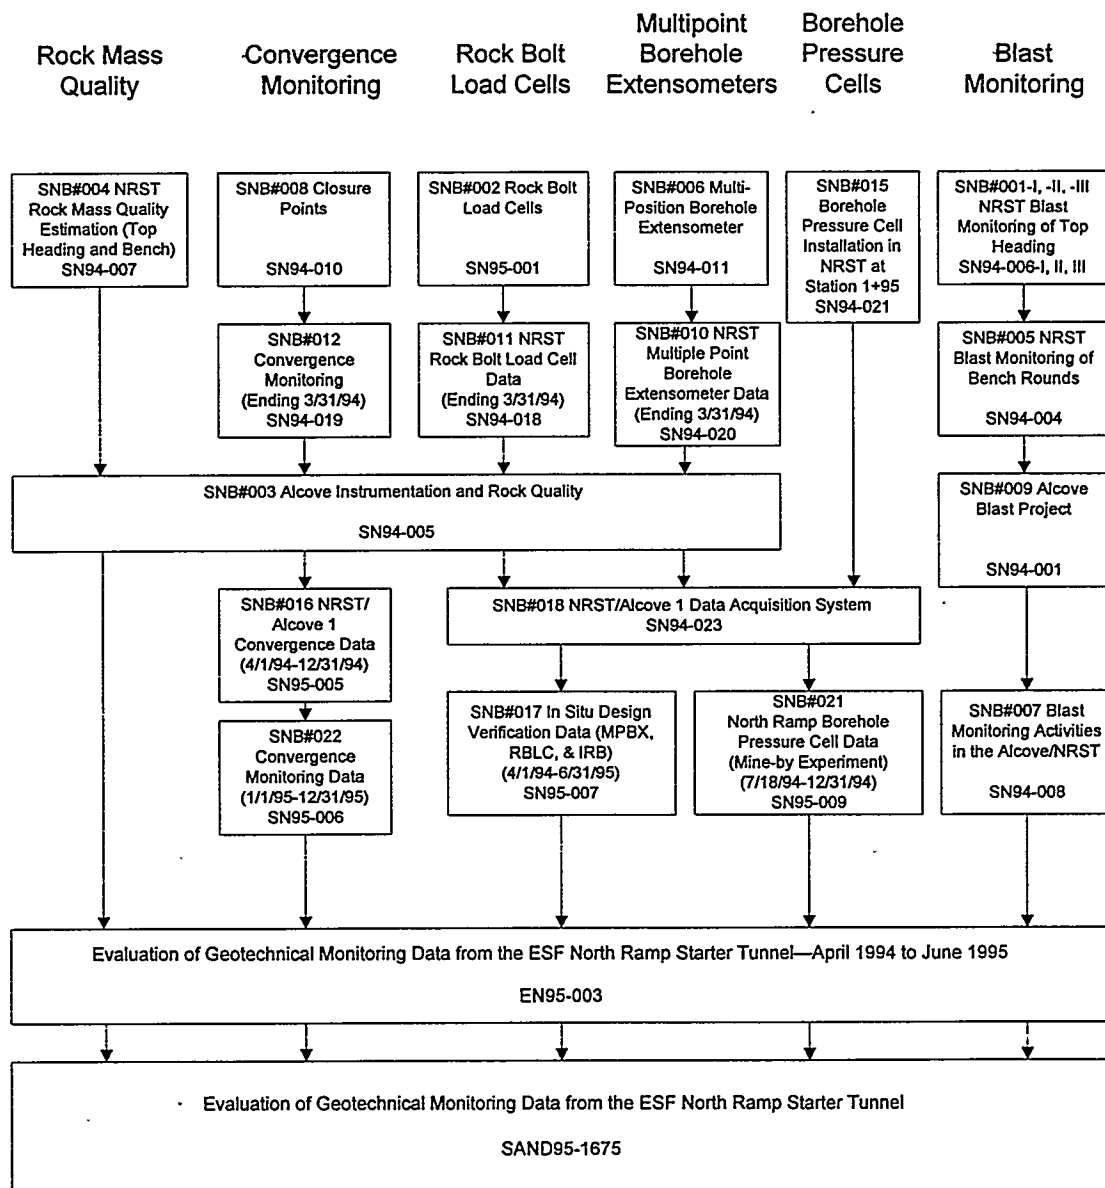 Rock Mass
Quality
Convergence
Monitoring
Rock Bolt
Load Cells
Multipoint
Borehole
Extensometers
Borehole
Pressure
Cells
Blast
Monitoring
SNB#004 NRST
Rock Mass Quality
Estimation (Top
Heading and Bench)
SN94-007
SNB#008 Closure
Points
SN94-010
SNB#002 Rock Bolt
Load Cells
SN95-001
SNB#006 Multi-
Position Borehole
Extensometer
SN94-011
SNB#015
Borehole
Pressure Cell
Installation in
NRST at
Station 1+95
SN94-021
SNB#001-I, -II, -III
NRST Blast
Monitoring of Top
Heading
SN94-006-I, II, III
SNB#012
Convergence
Monitoring
(Ending 3/31/94)
SN94-019
SNB#011 NRST
Rock Bolt Load Cell
Data
(Ending 3/31/94)
SN94-018
SNB#010 NRST
Multiple Point
Borehole
Extensometer Data
(Ending 3/31/94)
SN94-020
SNB#005 NRST
Blast Monitoring of
Bench Rounds
SN94-004
SNB#003 Alcove Instrumentation and Rock Quality
SN94-005
SNB#009 Alcove
Blast Project
SN94-001
SNB#016 NRST/
Alcove 1
Convergence Data
(4/1/94-12/31/94)
SN95-005
SNB#018 NRST/Alcove 1 Data Acquisition System
SN94-023
SNB#022
Convergence
Monitoring Data
(1/1/95-12/31/95)
SN95-006
SNB#017 In Situ Design
Verification Data (MPBX,
RBLC, & IRB)
(4/1/94-6/31/95)
SN95-007
SNB#021
North Ramp Borehole
Pressure Cell Data
(Mine-by Experiment)
(7/18/94-12/31/94)
SN95-009
SNB#007 Blast
Monitoring Activities
in the Alcove/NRST
SN94-008
Evaluation of Geotechnical Monitoring Data from the ESF North Ramp Starter Tunnel—April 1994 to June 1995
EN95-003
Evaluation of Geotechnical Monitoring Data from the ESF North Ramp Starter Tunnel
SAND95-1675